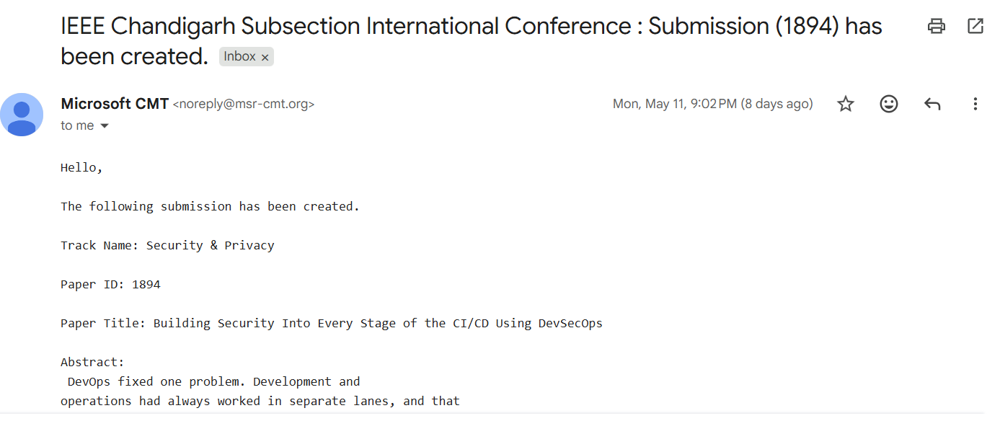 IEEE Chandigarh Subsection International Conference : Submission (1894) has
been created. Inbox ×
Microsoft CMT <noreply@msr-cmt.org> Mon, May 11, 9:02 PM (8 days ago)
to me
Hello,
The following submission has been created.
Track Name: Security & Privacy
Paper ID: 1894
Paper Title: Building Security Into Every Stage of the CI/CD Using DevSecOps
Abstract:
DevOps fixed one problem. Development and
operations had always worked in separate lanes, and that